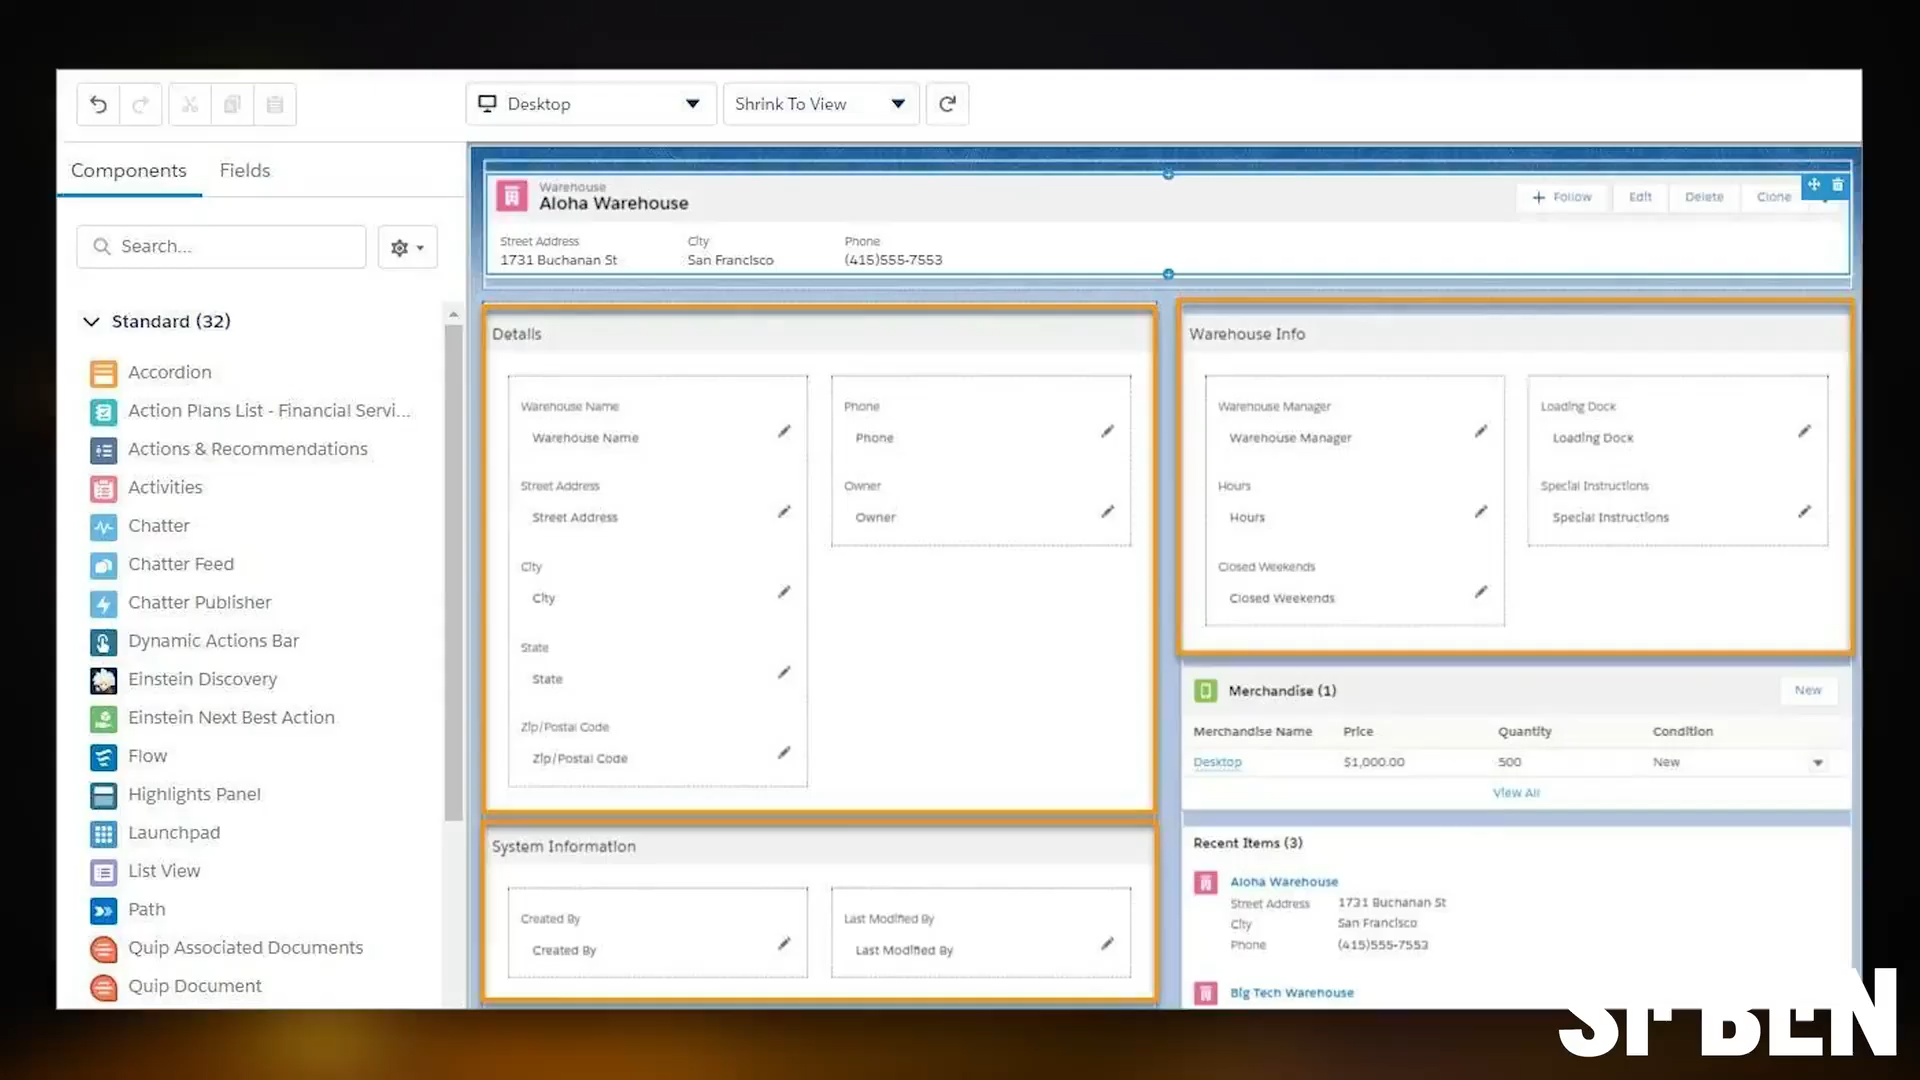 Desktop
Shrink To View
Components
Fields
Search...
Standard (32)
Accordion
Action Plans List - Financial Servi...
Actions & Recommendations
Activities
Chatter
Chatter Feed
Chatter Publisher
Dynamic Actions Bar
Einstein Discovery
Einstein Next Best Action
Flow
Highlights Panel
Launchpad
List View
Path
Quip Associated Documents
Quip Document
Warehouse
Aloha Warehouse
Follow
Edit
Delete
Clone
Street Address
City
Phone
1731 Buchanan St
San Francisco
(415)555-7553
Details
Warehouse Name
Warehouse Name
Street Address
Street Address
City
City
State
State
Zip/Postal Code
Zip/Postal Code
Phone
Phone
Owner
Owner
System Information
Created By
Created By
Last Modified By
Last Modified By
Warehouse Info
Warehouse Manager
Warehouse Manager
Hours
Hours
Closed Weekends
Closed Weekends
Loading Dock
Loading Dock
Special Instructions
Special Instructions
Merchandise (1)
New
Merchandise Name
Price
Quantity
Condition
Desktop
$1,000.00
500
New
View All
Recent Items (3)
Aloha Warehouse
Street Address
1731 Buchanan St
City
San Francisco
Phone
(415)555-7553
Big Tech Warehouse
SF BEN